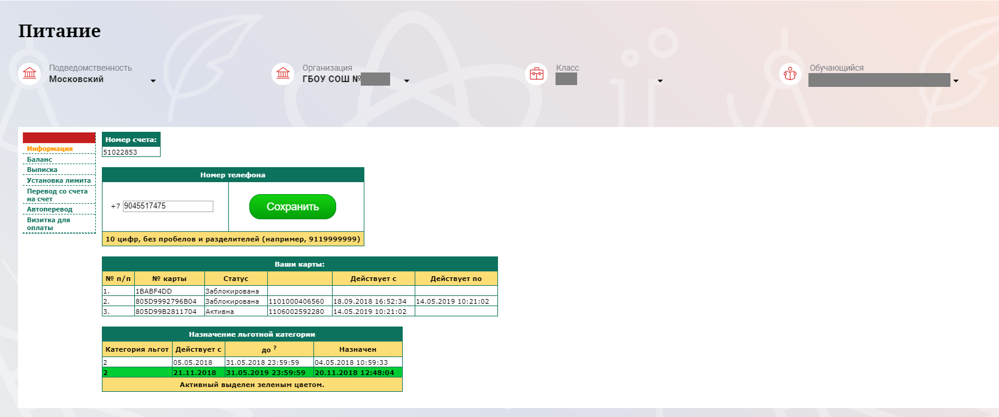 Питание
Подведомственность
Московский
Организация
ГБОУ СОШ №
Класс
Обучающийся
Информация
Баланс
Выписка
Установка лимита
Перевод со счета
на счет
Автоперевод
Визитка для
оплаты
Номер счета:
51022853
Номер телефона
+7 9045517475
Сохранить
10 цифр, без пробелов и разделителей (например, 9119999999)
Ваши карты:
№ п/п № карты Статус Действует с Действует по
1. 1BABF4DD Заблокирована
2. 805D9992796B04 Заблокирована 1101000406560 18.09.2018 16:52:34 14.05.2019 10:21:02
3. 805D99B2811704 Активна 1106002592280 14.05.2019 10:21:02
Назначение льготной категории
Категория льгот Действует с до ? Назначен
2 05.05.2018 31.05.2018 23:59:59 04.05.2018 10:59:33
2 21.11.2018 31.05.2019 23:59:59 20.11.2018 12:48:04
Активный выделен зеленым цветом.